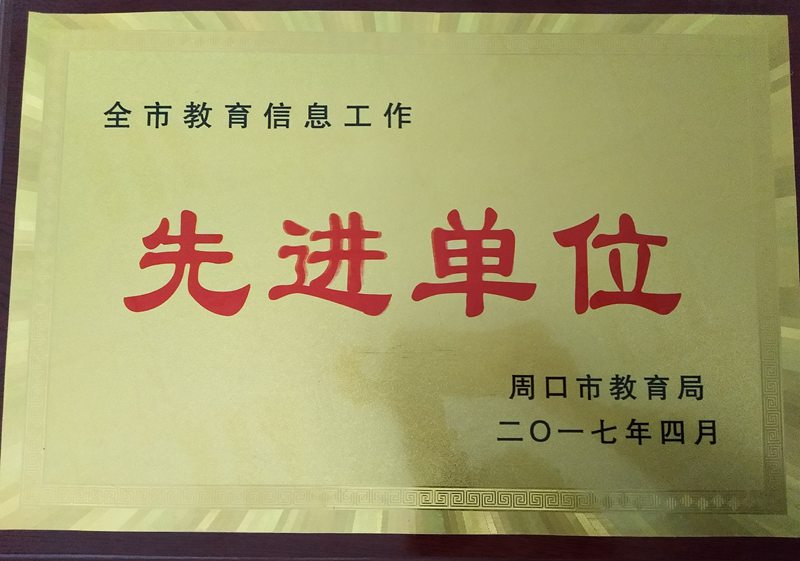 全市教育信息工作
先进单位
周口市教育局
二〇一七年四月